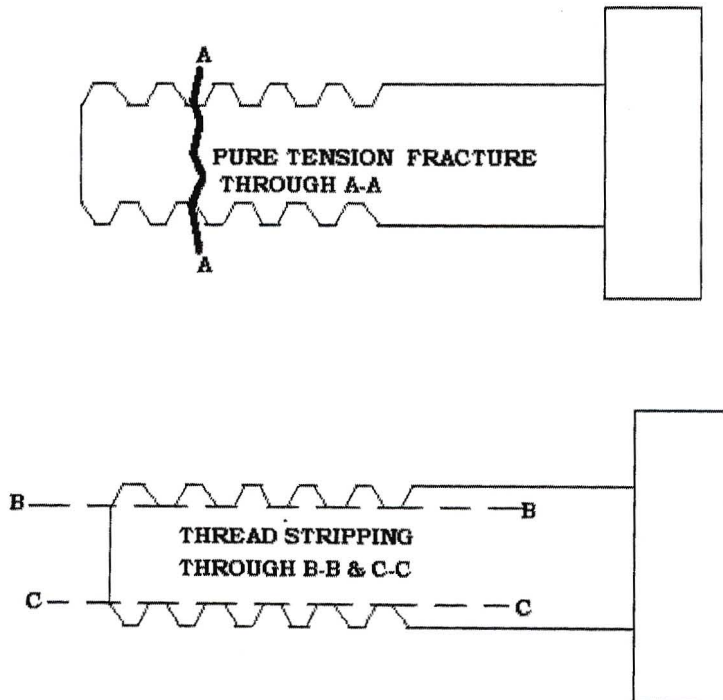 A
PURE TENSION FRACTURE
THROUGH A-A
A
B B
THREAD STRIPPING
THROUGH B-B & C-C
C C